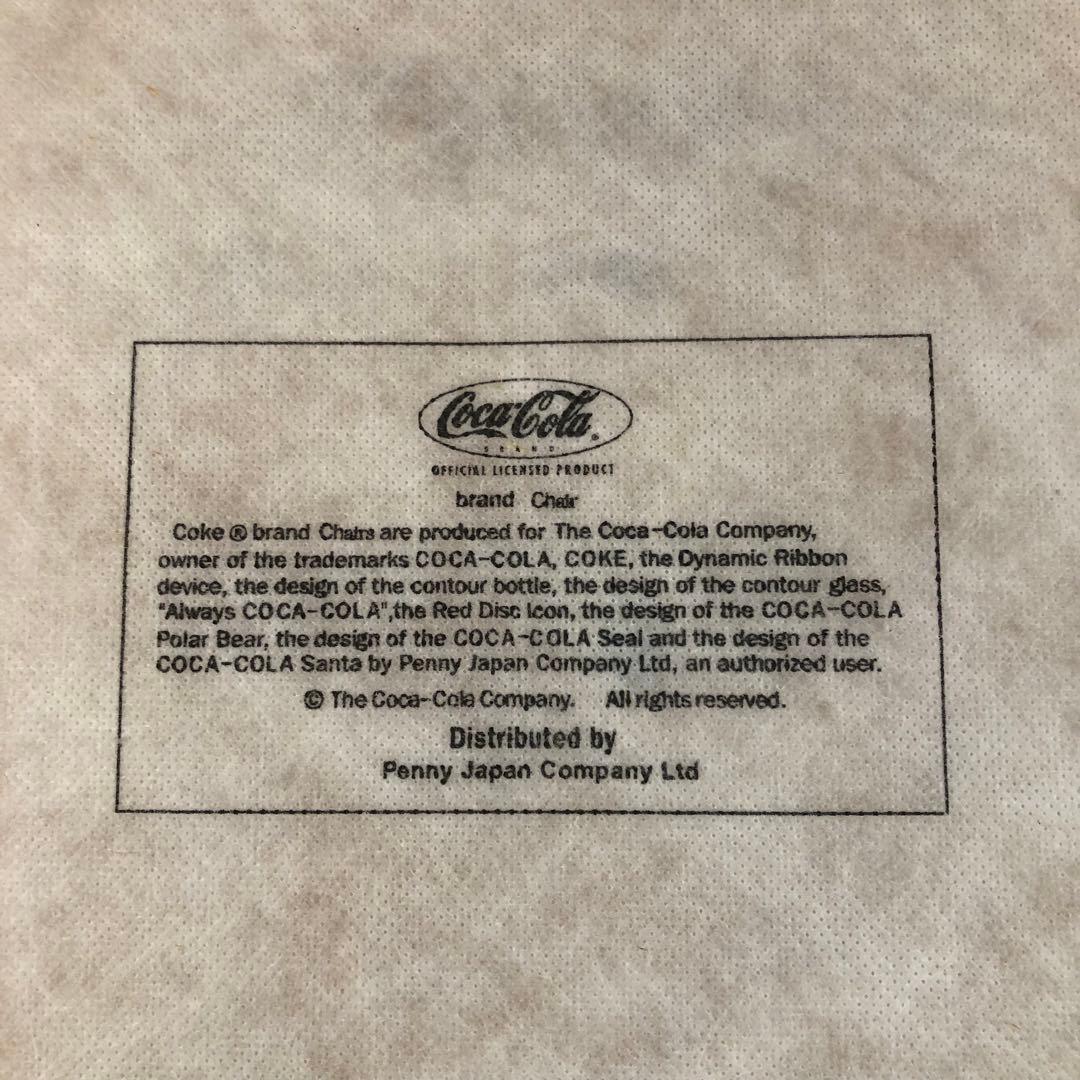 Coca-Cola®
BRAND
OFFICIAL LICENSED PRODUCT
brand Chair
Coke ® brand Chairs are produced for The Coca-Cola Company,
owner of the trademarks COCA-COLA, COKE, the Dynamic Ribbon
device, the design of the contour bottle, the design of the contour glass,
"Always COCA-COLA",the Red Disc Icon, the design of the COCA-COLA
Polar Bear, the design of the COCA-COLA Seal and the design of the
COCA-COLA Santa by Penny Japan Company Ltd, an authorized user.
© The Coca-Cola Company. All rights reserved.
Distributed by
Penny Japan Company Ltd